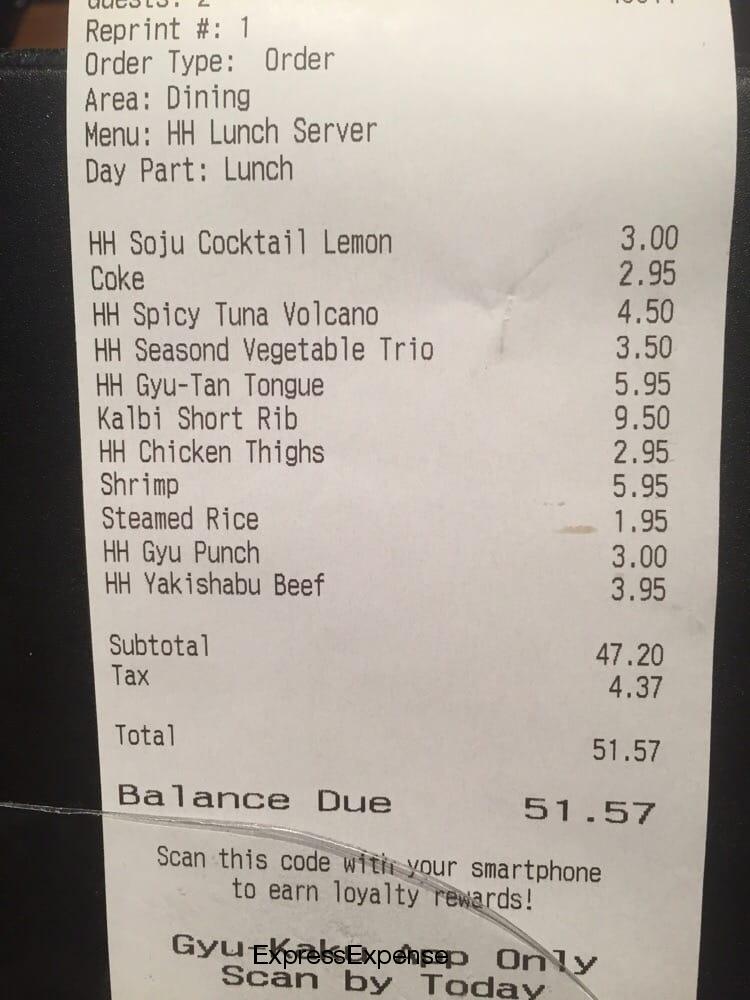 Guests: 2
Reprint #: 1
Order Type: Order
Area: Dining
Menu: HH Lunch Server
Day Part: Lunch
HH Soju Cocktail Lemon 3.00
Coke 2.95
HH Spicy Tuna Volcano 4.50
HH Seasond Vegetable Trio 3.50
HH Gyu-Tan Tongue 5.95
Kalbi Short Rib 9.50
HH Chicken Thighs 2.95
Shrimp 5.95
Steamed Rice 1.95
HH Gyu Punch 3.00
HH Yakishabu Beef 3.95
Subtotal 47.20
Tax 4.37
Total 51.57
Balance Due 51.57
Scan this code with your smartphone
to earn loyalty rewards!
Gyu-Kaku App Only
ExpressExpense
Scan by Today